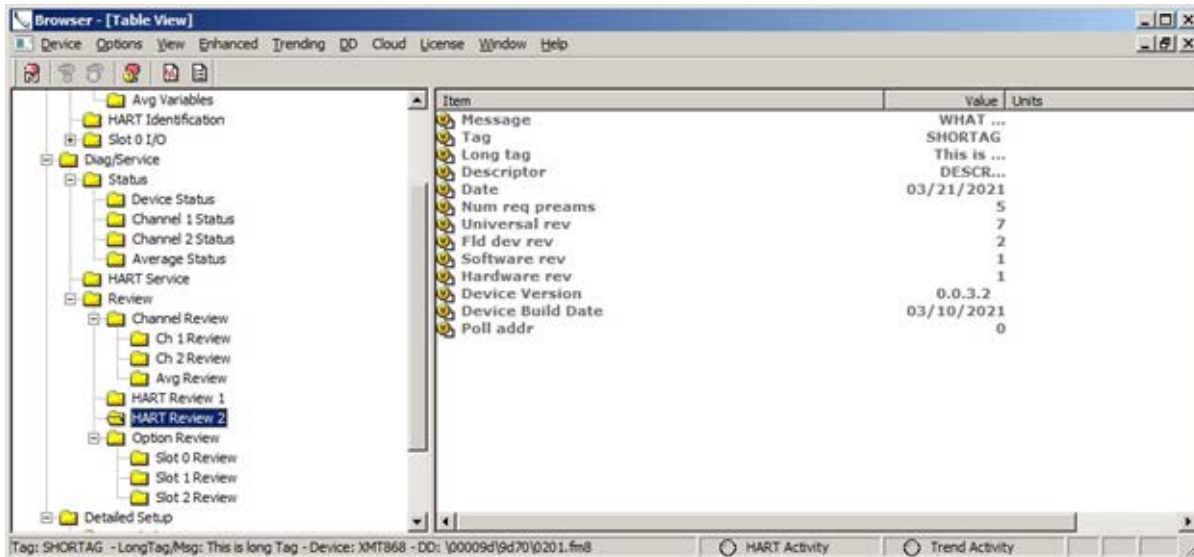 Browser - [Table View]
Device Options View Enhanced Trending DD Cloud License Window Help
Avg Variables
HART Identification
Slot 0 I/O
Diag/Service
Status
Device Status
Channel 1 Status
Channel 2 Status
Average Status
HART Service
Review
Channel Review
Ch 1 Review
Ch 2 Review
Avg Review
HART Review 1
HART Review 2
Option Review
Slot 0 Review
Slot 1 Review
Slot 2 Review
Detailed Setup
Item Value Units
Message WHAT ...
Tag SHORTAG
Long tag This is ...
Descriptor DESCR...
Date 03/21/2021
Num req preams 5
Universal rev 7
Fld dev rev 2
Software rev 1
Hardware rev 1
Device Version 0.0.3.2
Device Build Date 03/10/2021
Poll addr 0
Tag: SHORTAG - LongTag/Msg: This is long Tag - Device: XMT868 - DD: \00009d\9d70\0201.fm8 HART Activity Trend Activity